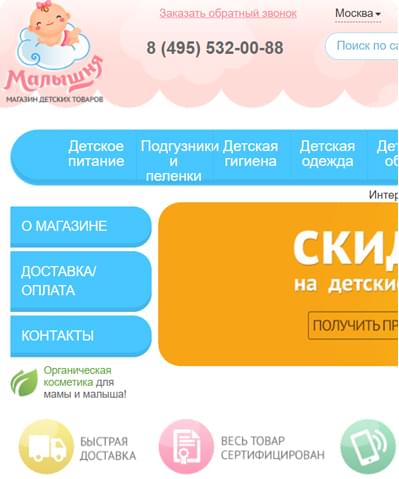 Заказать обратный звонок
Москва
8 (495) 532-00-88
Поиск по са
Малышня
МАГАЗИН ДЕТСКИХ ТОВАРОВ
Детское питание
Подгузники и пеленки
Детская гигиена
Детская одежда
Дет
об
Интер
О МАГАЗИНЕ
ДОСТАВКА/
ОПЛАТА
КОНТАКТЫ
СКИД
на детские
ПОЛУЧИТЬ ПР
Органическая
косметика для
мамы и малыша!
БЫСТРАЯ
ДОСТАВКА
ВЕСЬ ТОВАР
СЕРТИФИЦИРОВАН